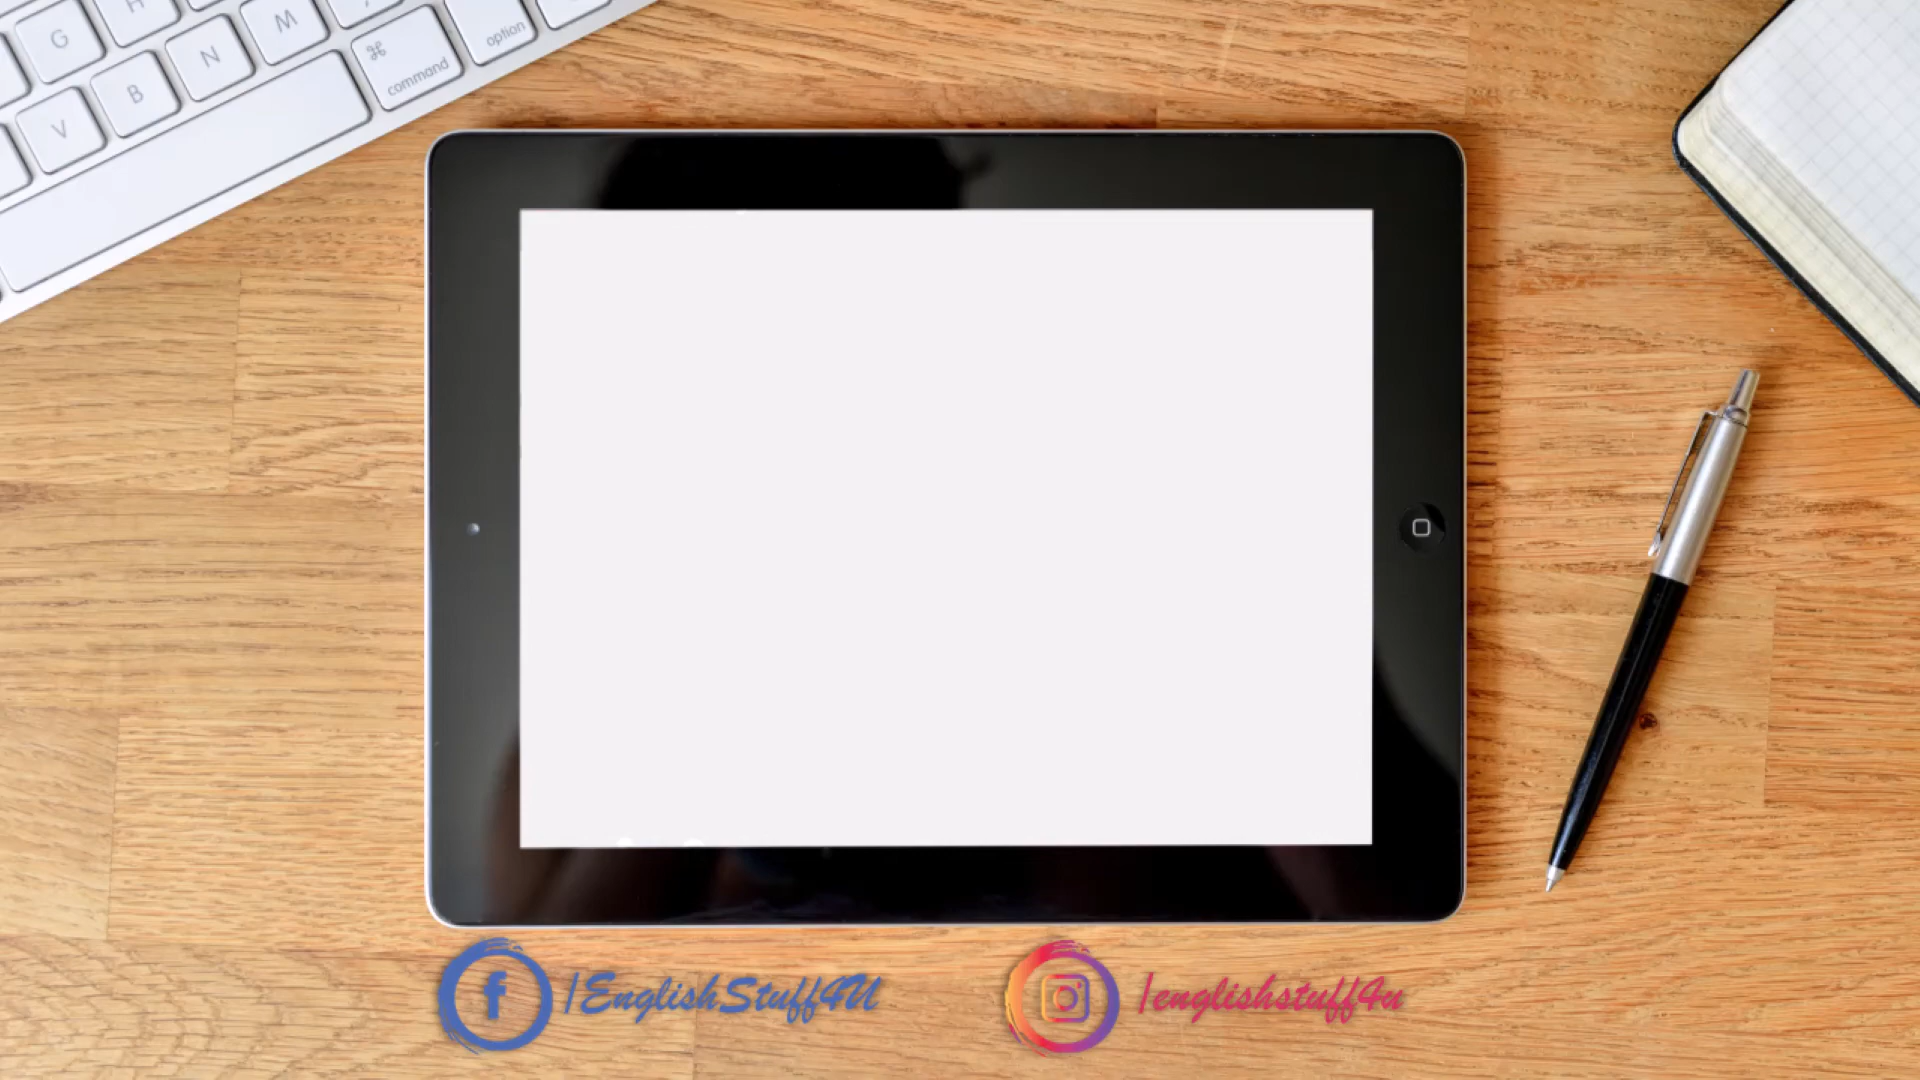 G
H
M
N
B
V
⌘
command
option
/EnglishStuff4U
/englishstuff4u